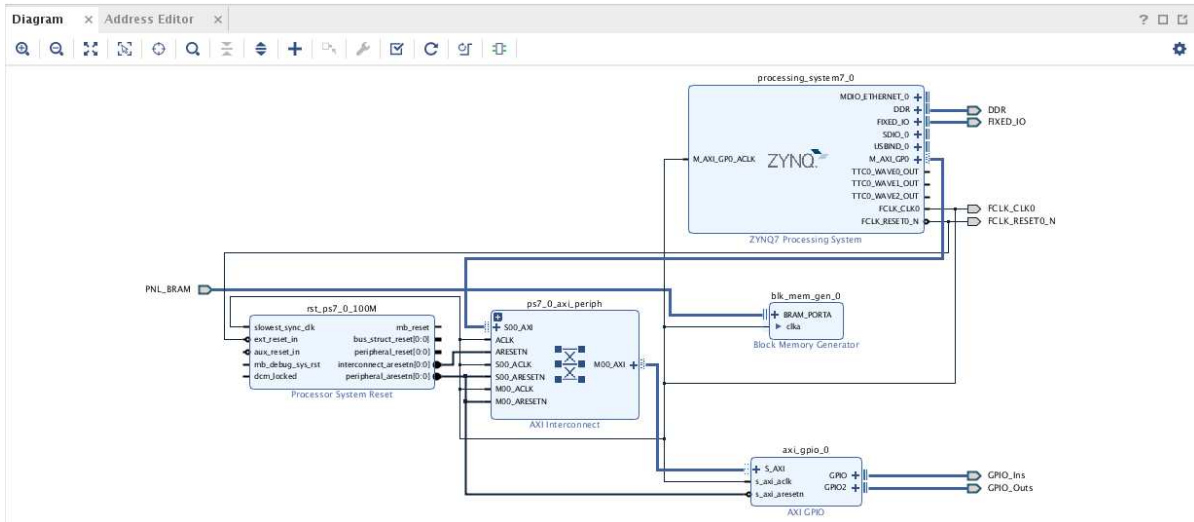 Diagram × Address Editor ×
processing_system7_0
MDIO_ETHERNET_0
DDR
FIXED_IO
SDIO_0
USBIND_0
M_AXI_GP0
TTC0_WAVE0_OUT
TTC0_WAVE1_OUT
TTC0_WAVE2_OUT
FCLK_CLK0
FCLK_RESET0_N
M_AXI_GP0_ACLK
ZYNQ
ZYNQ7 Processing System
DDR
FIXED_IO
FCLK_CLK0
FCLK_RESET0_N
PNL_BRAM
rst_ps7_0_100M
slowest_sync_clk
ext_reset_in
aux_reset_in
mb_debug_sys_rst
dcm_locked
mb_reset
bus_struct_reset[0:0]
peripheral_reset[0:0]
interconnect_aresetn[0:0]
peripheral_aresetn[0:0]
Processor System Reset
ps7_0_axi_periph
S00_AXI
ACLK
ARESETN
S00_ACLK
S00_ARESETN
M00_ACLK
M00_ARESETN
M00_AXI
AXI Interconnect
blk_mem_gen_0
BRAM_PORTA
clka
Block Memory Generator
axi_gpio_0
S_AXI
s_axi_aclk
s_axi_aresetn
GPIO
GPIO2
AXI GPIO
GPIO_Ins
GPIO_Outs